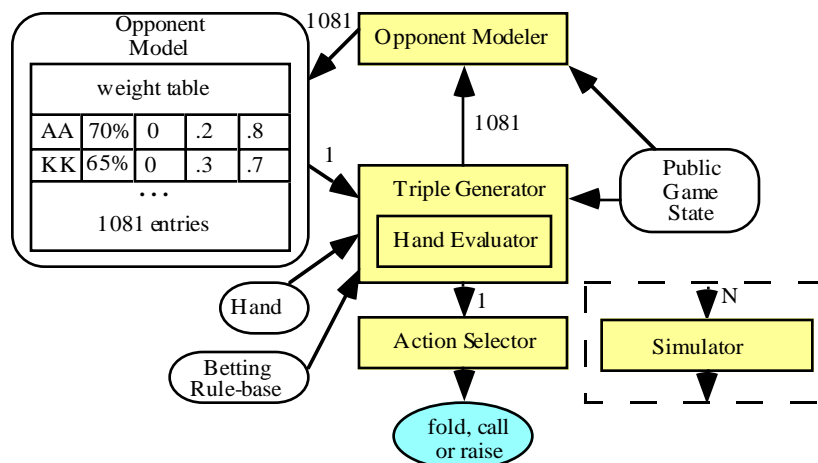 Opponent
Model
weight table
AA 70% 0 .2 .8
KK 65% 0 .3 .7
...
1081 entries
1081
Opponent Modeler
1081
1
Triple Generator
Hand Evaluator
Public
Game
State
Hand
Betting
Rule-base
1
Action Selector
fold, call
or raise
N
Simulator